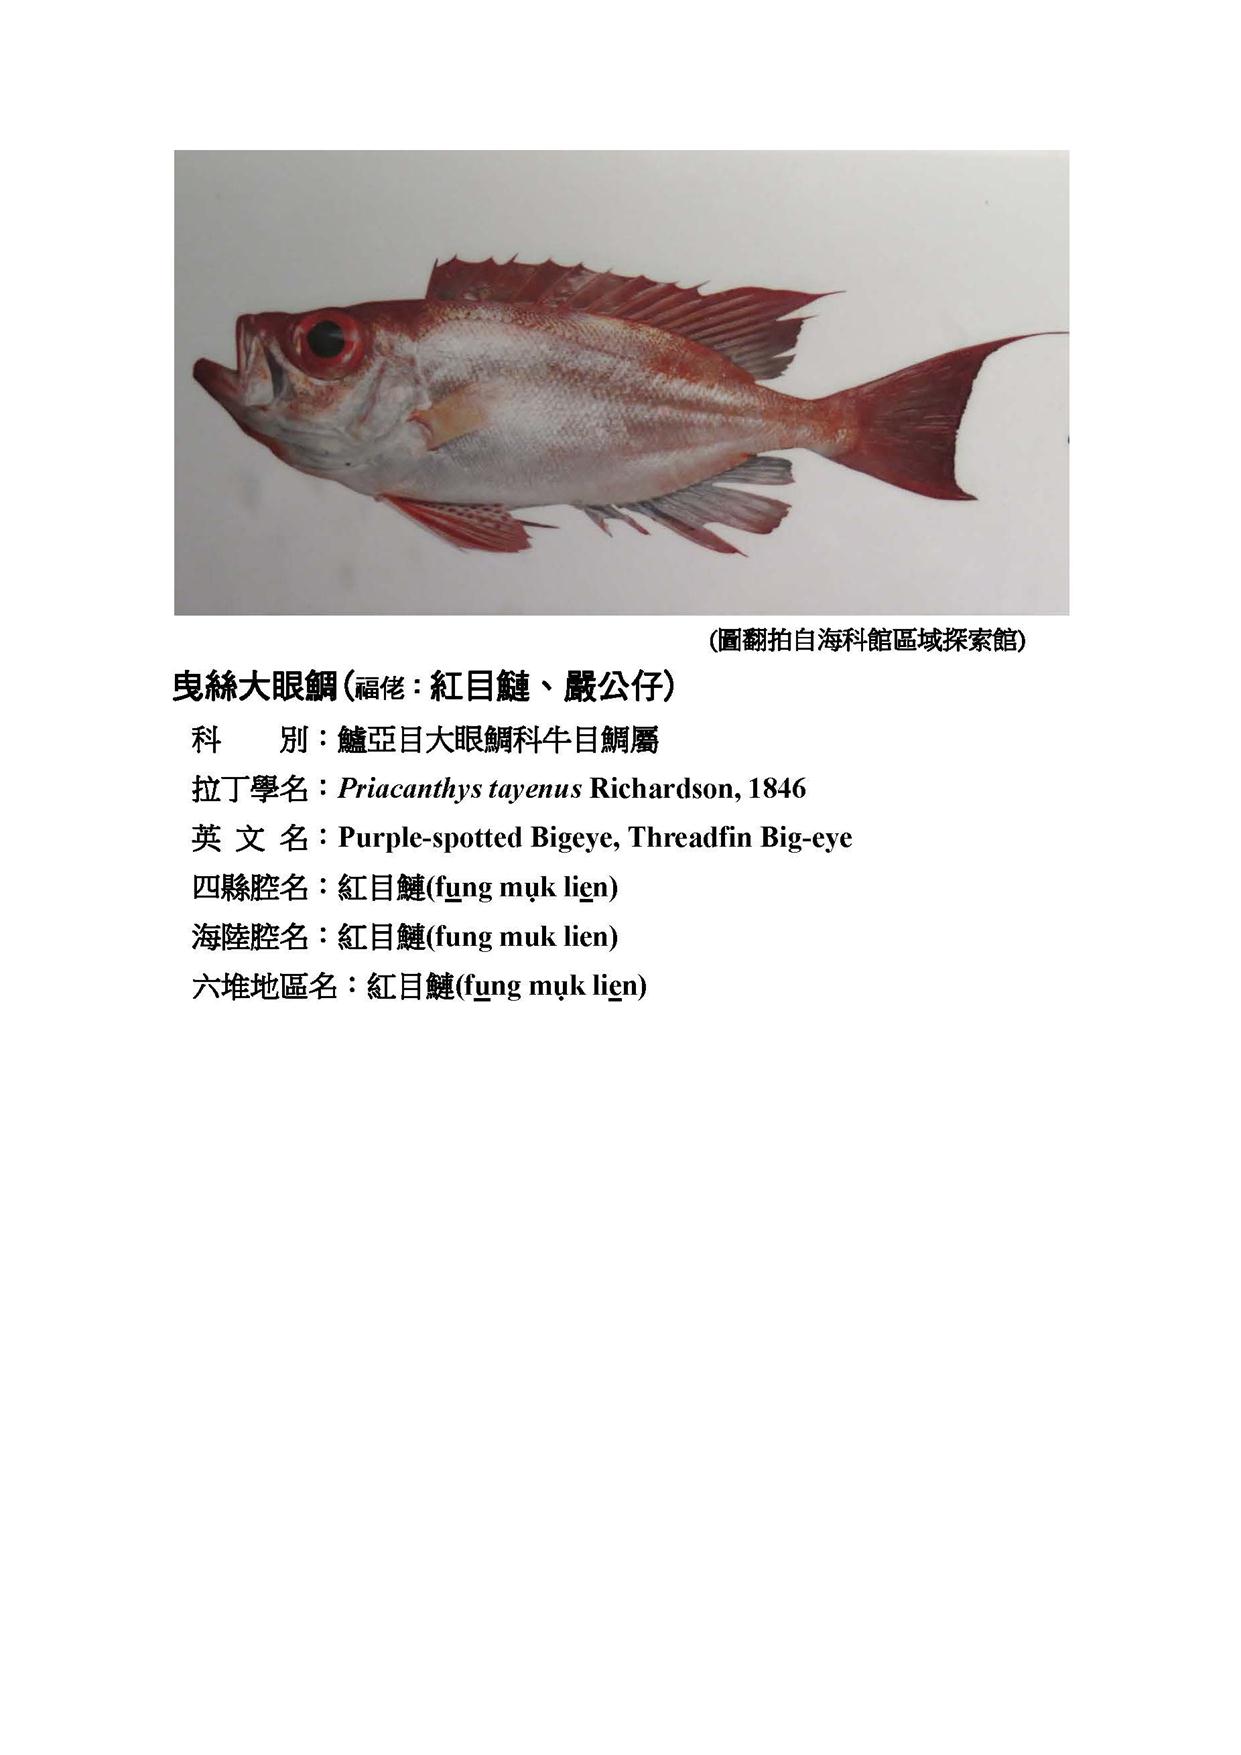 (圖翻拍自海科館區域探索館)
曳絲大眼鯛(福佬：紅目鰱、嚴公仔)
科　　別：鱸亞目大眼鯛科牛目鯛屬
拉丁學名：Priacanthys tayenus Richardson, 1846
英 文 名：Purple-spotted Bigeye, Threadfin Big-eye
四縣腔名：紅目鰱(fu̲ng mụk lie̲n)
海陸腔名：紅目鰱(fung muk lien)
六堆地區名：紅目鰱(fu̲ng mụk lie̲n)